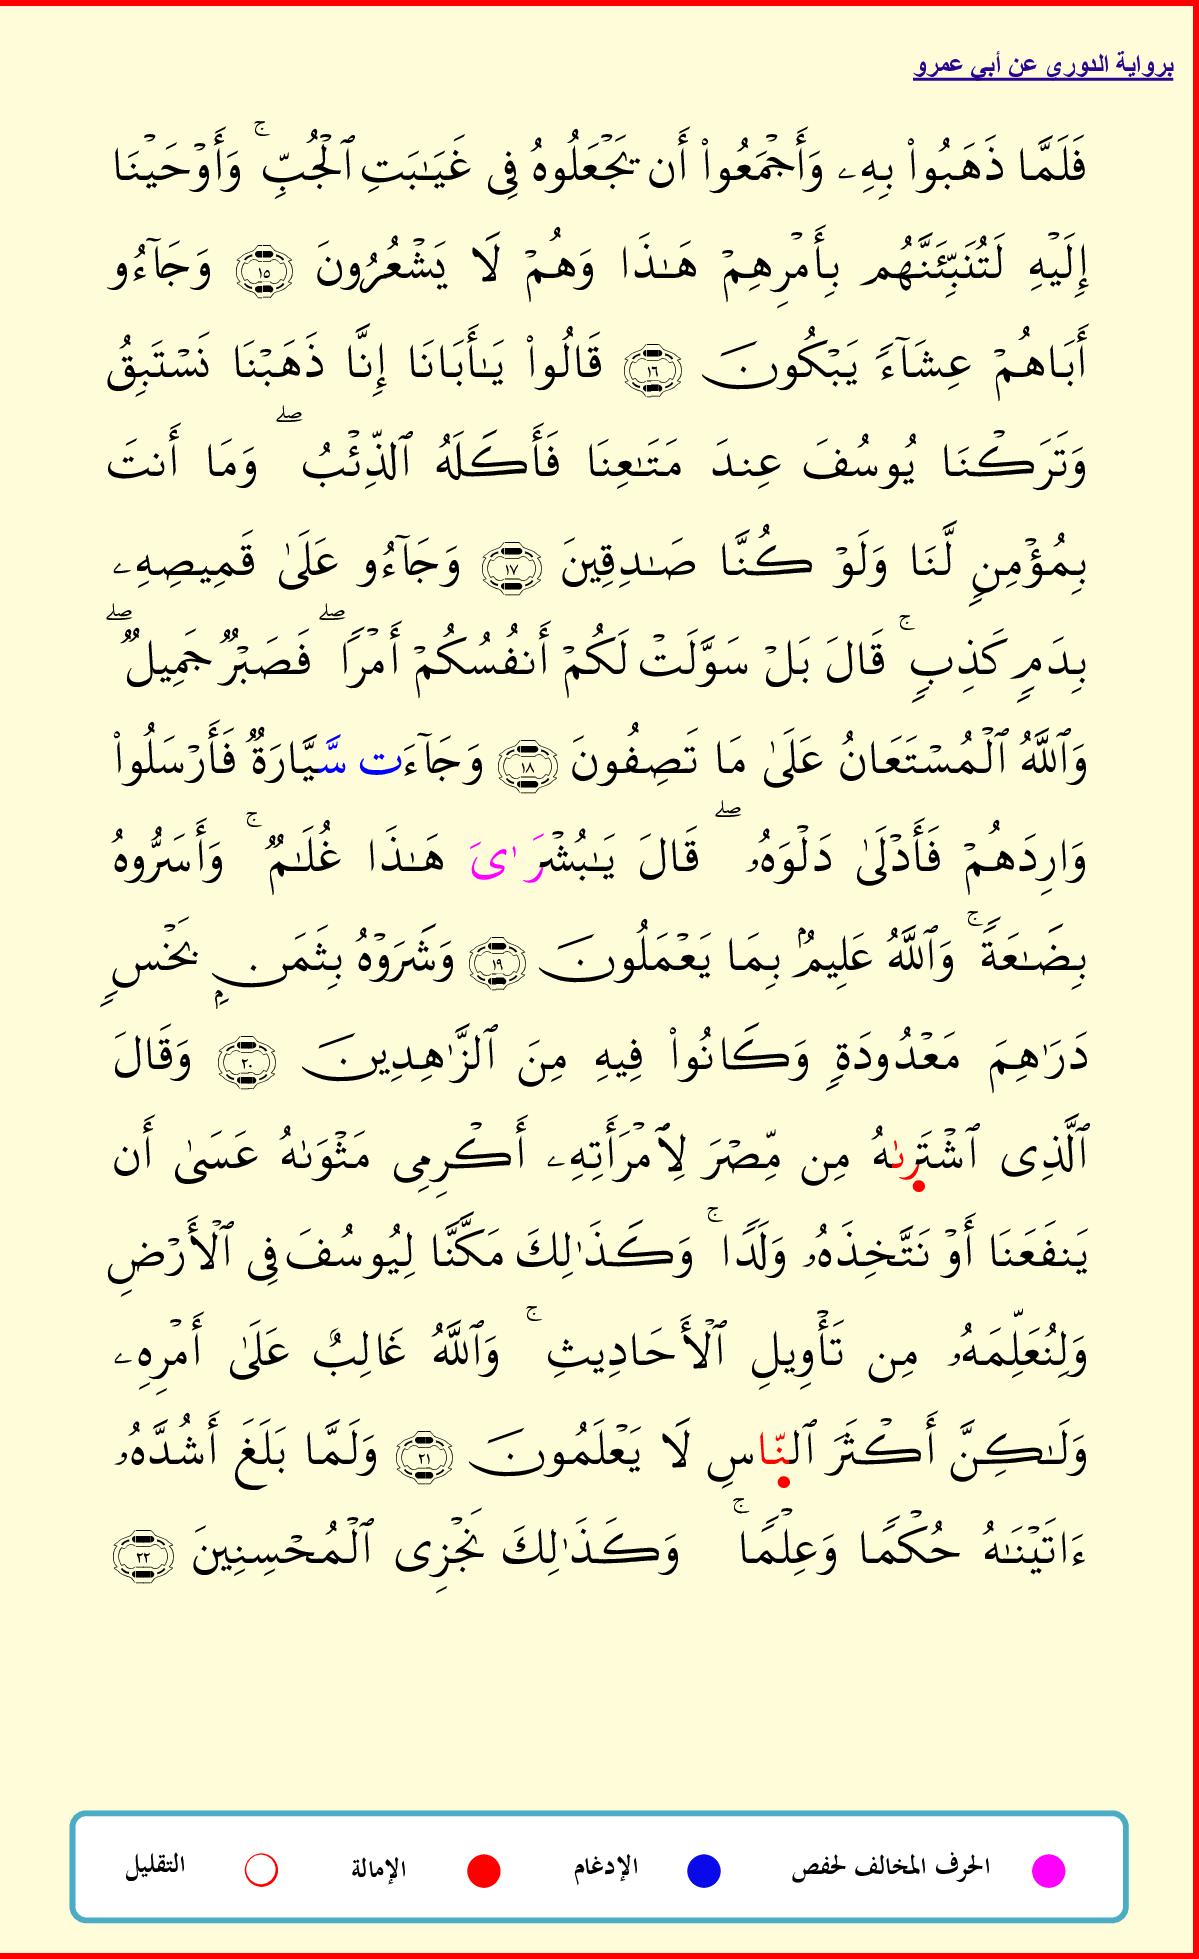 برواية الدوري عن أبي عمرو
فَلَمَّا ذَهَبُوا۟ بِهِۦ وَأَجْمَعُوا۟ أَن يَجْعَلُوهُ فِى غَيَـٰبَتِ ٱلْجُبِّ ۚ وَأَوْحَيْنَا
إِلَيْهِ لَتُنَبِّئَنَّهُم بِأَمْرِهِمْ هَـٰذَا وَهُمْ لَا يَشْعُرُونَ ١٥ وَجَآءُو
أَبَاهُمْ عِشَآءً يَبْكُونَ ١٦ قَالُوا۟ يَـٰٓأَبَانَا إِنَّا ذَهَبْنَا نَسْتَبِقُ
وَتَرَكْنَا يُوسُفَ عِندَ مَتَـٰعِنَا فَأَكَلَهُ ٱلذِّئْبُ ۖ وَمَا أَنتَ
بِمُؤْمِنٍ لَّنَا وَلَوْ كُنَّا صَـٰدِقِينَ ١٧ وَجَآءُو عَلَىٰ قَمِيصِهِۦ
بِدَمٍ كَذِبٍ ۚ قَالَ بَلْ سَوَّلَتْ لَكُمْ أَنفُسُكُمْ أَمْرًا ۖ فَصَبْرٌ جَمِيلٌ ۖ
وَٱللَّهُ ٱلْمُسْتَعَانُ عَلَىٰ مَا تَصِفُونَ ١٨ وَجَآءَت سَّيَّارَةٌ فَأَرْسَلُوا۟
وَارِدَهُمْ فَأَدْلَىٰ دَلْوَهُۥ ۖ قَالَ يَـٰبُشْرَٰىَ هَـٰذَا غُلَـٰمٌ ۚ وَأَسَرُّوهُ
بِضَـٰعَةً ۚ وَٱللَّهُ عَلِيمٌۢ بِمَا يَعْمَلُونَ ١٩ وَشَرَوْهُ بِثَمَنٍۭ بَخْسٍ
دَرَٰهِمَ مَعْدُودَةٍ وَكَانُوا۟ فِيهِ مِنَ ٱلزَّٰهِدِينَ ٢٠ وَقَالَ
ٱلَّذِى ٱشْتَرىٰهُ مِن مِّصْرَ لِٱمْرَأَتِهِۦ أَكْرِمِى مَثْوَىٰهُ عَسَىٰ أَن
يَنفَعَنَا أَوْ نَتَّخِذَهُۥ وَلَدًا ۚ وَكَذَٰلِكَ مَكَّنَّا لِيُوسُفَ فِى ٱلْأَرْضِ
وَلِنُعَلِّمَهُۥ مِن تَأْوِيلِ ٱلْأَحَادِيثِ ۚ وَٱللَّهُ غَالِبٌ عَلَىٰ أَمْرِهِۦ
وَلَـٰكِنَّ أَكْثَرَ ٱلنّاسِ لَا يَعْلَمُونَ ٢١ وَلَمَّا بَلَغَ أَشُدَّهُۥ
ءَاتَيْنَـٰهُ حُكْمًا وَعِلْمًا ۚ وَكَذَٰلِكَ نَجْزِى ٱلْمُحْسِنِينَ ٢٢
الحرف المخالف لحفص الإدغام الإمالة التقليل